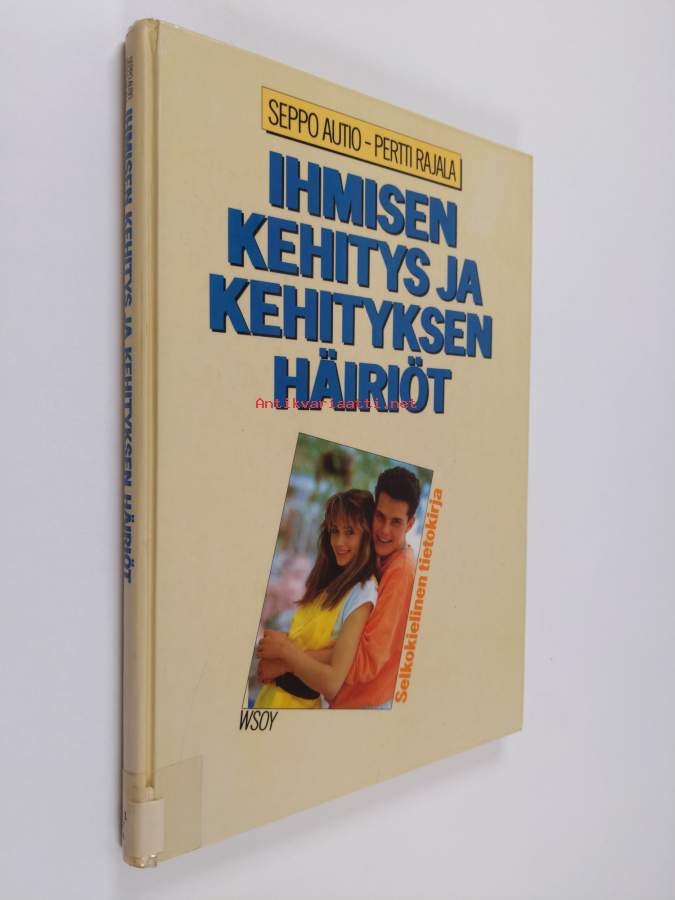 SEPPO AUTIO - PERTTI RAJALA
IHMISEN
KEHITYS JA
KEHITYKSEN
HÄIRIÖT
Antikvariaatti.net
Selkokielinen tietokirja
WSOY
IHMISEN KEHITYS JA KEHITYKSEN HÄIRIÖT